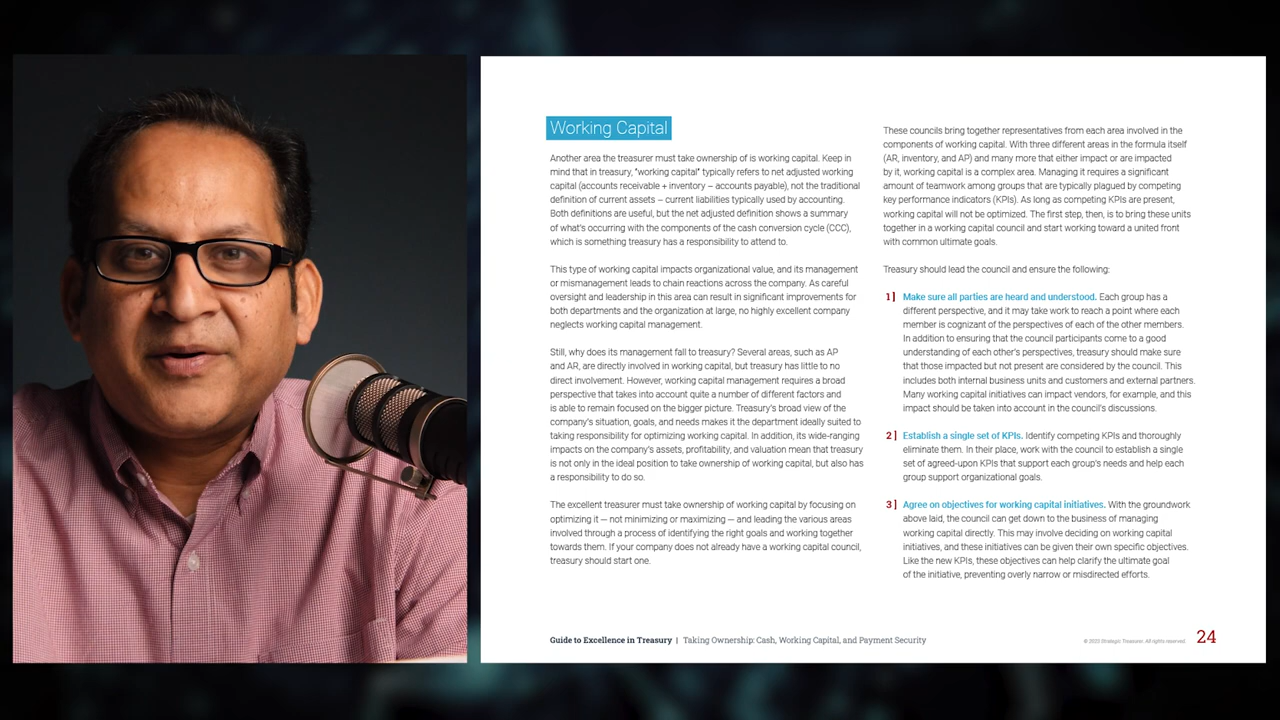 Working Capital
Another area the treasurer must take ownership of is working capital. Keep in
mind that in treasury, "working capital" typically refers to net adjusted working
capital (accounts receivable + inventory – accounts payable), not the traditional
definition of current assets – current liabilities typically used by accounting.
Both definitions are useful, but the net adjusted definition shows a summary
of what's occurring with the components of the cash conversion cycle (CCC),
which is something treasury has a responsibility to attend to.
This type of working capital impacts organizational value, and its management
or mismanagement leads to chain reactions across the company. As careful
oversight and leadership in this area can result in significant improvements for
both departments and the organization at large, no highly excellent company
neglects working capital management.
Still, why does its management fall to treasury? Several areas, such as AP
and AR, are directly involved in working capital, but treasury has little to no
direct involvement. However, working capital management requires a broad
perspective that takes into account quite a number of different factors and
is able to remain focused on the bigger picture. Treasury's broad view of the
company's situation, goals, and needs makes it the department ideally suited to
taking responsibility for optimizing working capital. In addition, its wide-ranging
impacts on the company's assets, profitability, and valuation mean that treasury
is not only in the ideal position to take ownership of working capital, but also has
a responsibility to do so.
The excellent treasurer must take ownership of working capital by focusing on
optimizing it — not minimizing or maximizing — and leading the various areas
involved through a process of identifying the right goals and working together
towards them. If your company does not already have a working capital council,
treasury should start one.
These councils bring together representatives from each area involved in the
components of working capital. With three different areas in the formula itself
(AR, inventory, and AP) and many more that either impact or are impacted
by it, working capital is a complex area. Managing it requires a significant
amount of teamwork among groups that are typically plagued by competing
key performance indicators (KPIs). As long as competing KPIs are present,
working capital will not be optimized. The first step, then, is to bring these units
together in a working capital council and start working toward a united front
with common ultimate goals.
Treasury should lead the council and ensure the following:
1] Make sure all parties are heard and understood. Each group has a
different perspective, and it may take work to reach a point where each
member is cognizant of the perspectives of each of the other members.
In addition to ensuring that the council participants come to a good
understanding of each other's perspectives, treasury should make sure
that those impacted but not present are considered by the council. This
includes both internal business units and customers and external partners.
Many working capital initiatives can impact vendors, for example, and this
impact should be taken into account in the council's discussions.
2] Establish a single set of KPIs. Identify competing KPIs and thoroughly
eliminate them. In their place, work with the council to establish a single
set of agreed-upon KPIs that support each group's needs and help each
group support organizational goals.
3] Agree on objectives for working capital initiatives. With the groundwork
above laid, the council can get down to the business of managing
working capital directly. This may involve deciding on working capital
initiatives, and these initiatives can be given their own specific objectives.
Like the new KPIs, these objectives can help clarify the ultimate goal
of the initiative, preventing overly narrow or misdirected efforts.
Guide to Excellence in Treasury | Taking Ownership: Cash, Working Capital, and Payment Security
© 2023 Strategic Treasurer. All rights reserved. 24